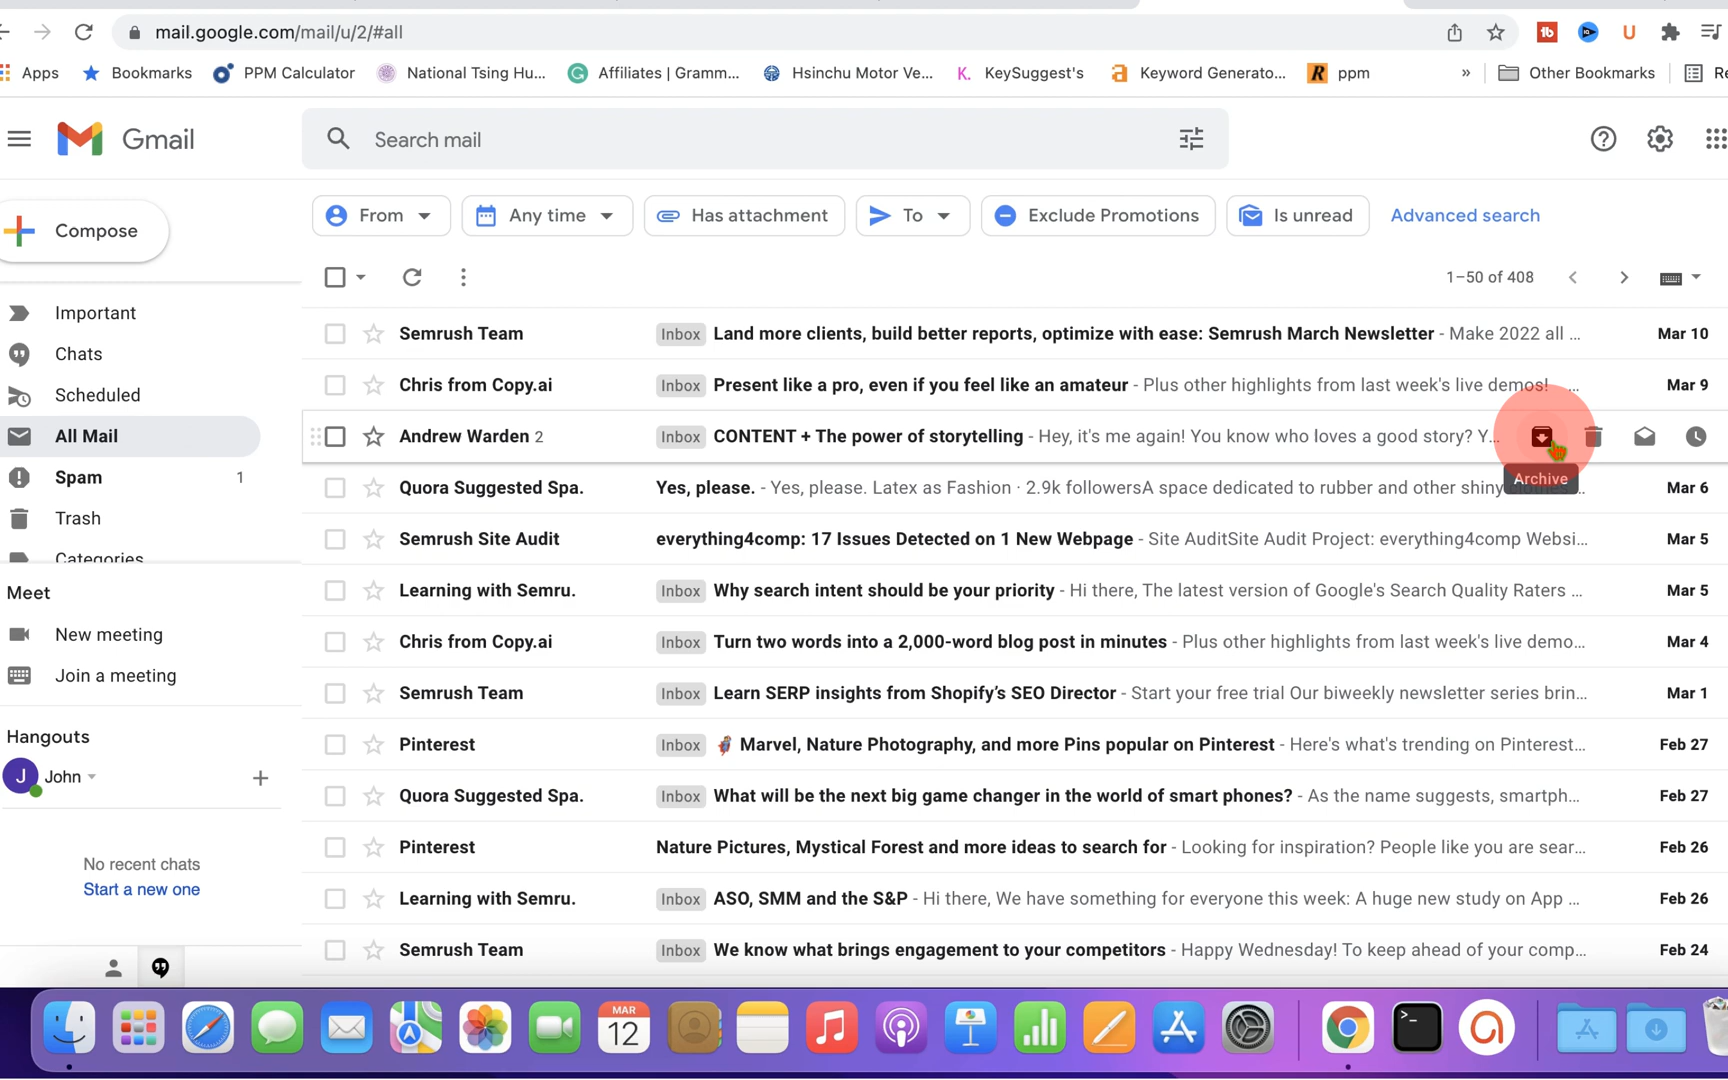 mail.google.com/mail/u/2/#all
Apps Bookmarks PPM Calculator National Tsing Hu... Affiliates | Gramm... Hsinchu Motor Ve... K. KeySuggest's Keyword Generato... R ppm » Other Bookmarks
Gmail Search mail
Compose
From Any time Has attachment To Exclude Promotions Is unread Advanced search
1–50 of 408
Important
Chats
Scheduled
All Mail
Spam 1
Trash
Categories
Meet
New meeting
Join a meeting
Hangouts
J John
No recent chats
Start a new one
Semrush Team Inbox Land more clients, build better reports, optimize with ease: Semrush March Newsletter - Make 2022 all ... Mar 10
Chris from Copy.ai Inbox Present like a pro, even if you feel like an amateur - Plus other highlights from last week's live demos! ... Mar 9
Andrew Warden 2 Inbox CONTENT + The power of storytelling - Hey, it's me again! You know who loves a good story? Y...
Archive
Quora Suggested Spa. Yes, please. - Yes, please. Latex as Fashion · 2.9k followersA space dedicated to rubber and other shiny clothes ... Mar 6
Semrush Site Audit everything4comp: 17 Issues Detected on 1 New Webpage - Site AuditSite Audit Project: everything4comp Websi... Mar 5
Learning with Semru. Inbox Why search intent should be your priority - Hi there, The latest version of Google's Search Quality Raters ... Mar 5
Chris from Copy.ai Inbox Turn two words into a 2,000-word blog post in minutes - Plus other highlights from last week's live demo... Mar 4
Semrush Team Inbox Learn SERP insights from Shopify’s SEO Director - Start your free trial Our biweekly newsletter series brin... Mar 1
Pinterest Inbox Marvel, Nature Photography, and more Pins popular on Pinterest - Here's what's trending on Pinterest... Feb 27
Quora Suggested Spa. Inbox What will be the next big game changer in the world of smart phones? - As the name suggests, smartph... Feb 27
Pinterest Nature Pictures, Mystical Forest and more ideas to search for - Looking for inspiration? People like you are sear... Feb 26
Learning with Semru. Inbox ASO, SMM and the S&P - Hi there, We have something for everyone this week: A huge new study on App ... Feb 26
Semrush Team Inbox We know what brings engagement to your competitors - Happy Wednesday! To keep ahead of your comp... Feb 24
MAR
12